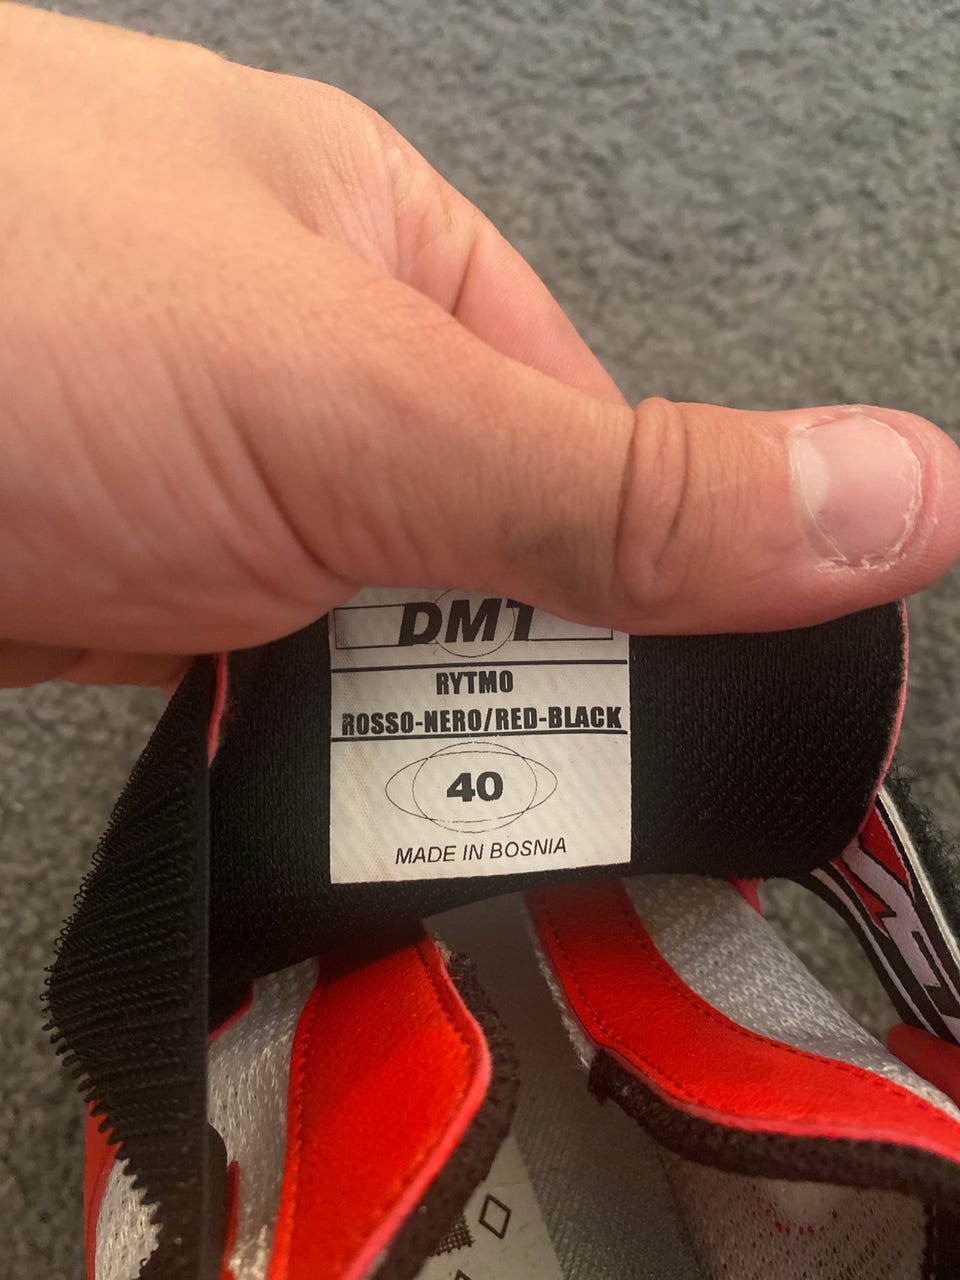 DMT
RYTMO
ROSSO-NERO/RED-BLACK
40
MADE IN BOSNIA